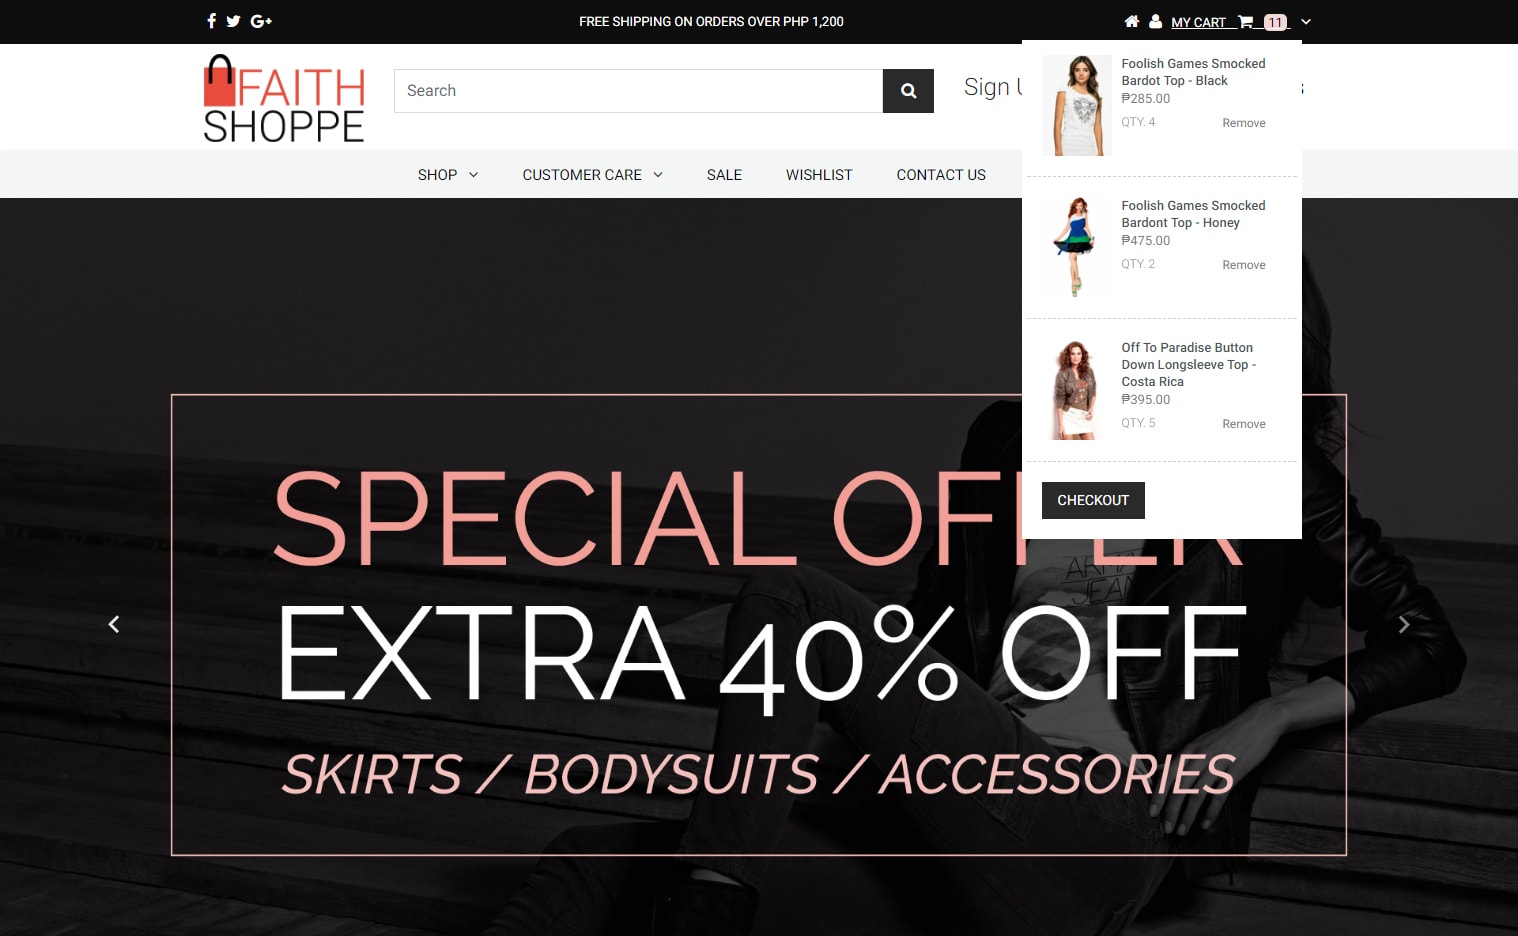 FREE SHIPPING ON ORDERS OVER PHP 1,200
MY CART 11
FAITH
SHOPPE
Search
Sign
SHOP
CUSTOMER CARE
SALE
WISHLIST
CONTACT US
Foolish Games Smocked
Bardot Top - Black
₱285.00
QTY. 4 Remove
Foolish Games Smocked
Bardont Top - Honey
₱475.00
QTY. 2 Remove
Off To Paradise Button
Down Longsleeve Top -
Costa Rica
₱395.00
QTY. 5 Remove
CHECKOUT
SPECIAL OFFER
EXTRA 40% OFF
SKIRTS / BODYSUITS / ACCESSORIES